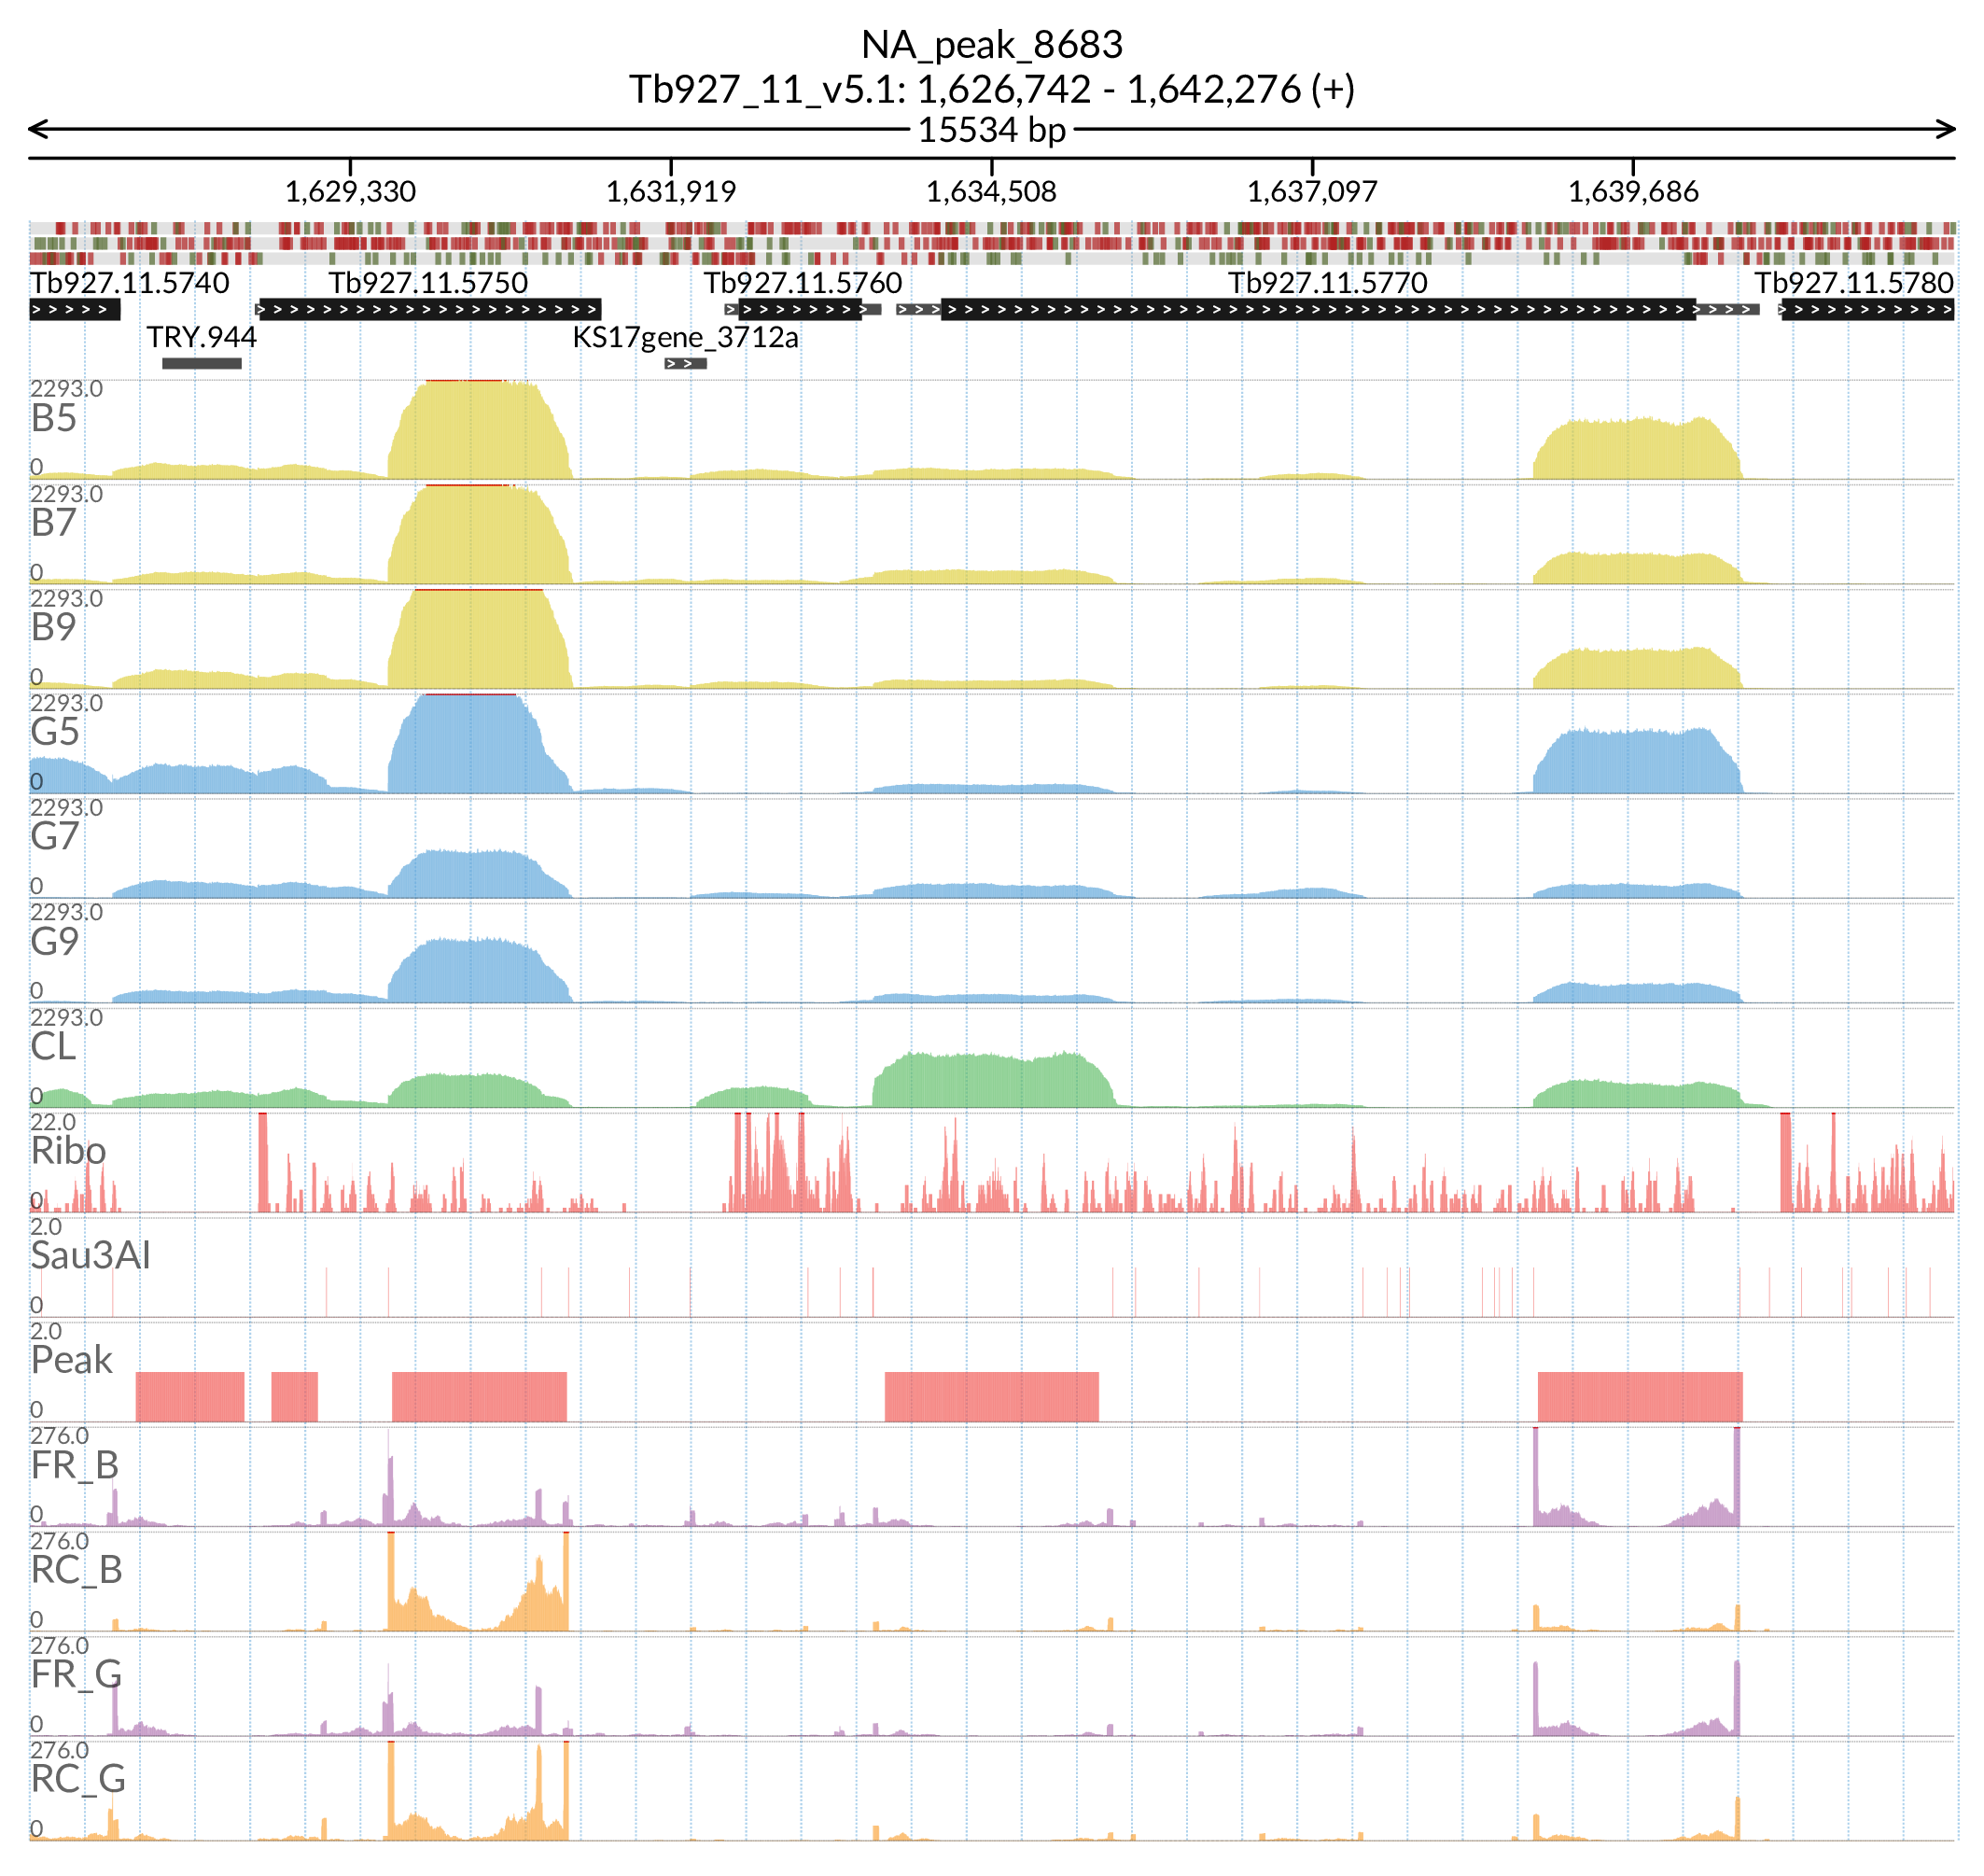 NA_peak_8683
Tb927_11_v5.1: 1,626,742 - 1,642,276 (+)
15534 bp
1,629,330 1,631,919 1,634,508 1,637,097 1,639,686
Tb927.11.5740 Tb927.11.5750 Tb927.11.5760 Tb927.11.5770 Tb927.11.5780
TRY.944 KS17gene_3712a
2293.0
B5
0
2293.0
B7
0
2293.0
B9
0
2293.0
G5
0
2293.0
G7
0
2293.0
G9
0
2293.0
CL
0
22.0
Ribo
0
2.0
Sau3AI
0
2.0
Peak
0
276.0
FR_B
0
276.0
RC_B
0
276.0
FR_G
0
276.0
RC_G
0